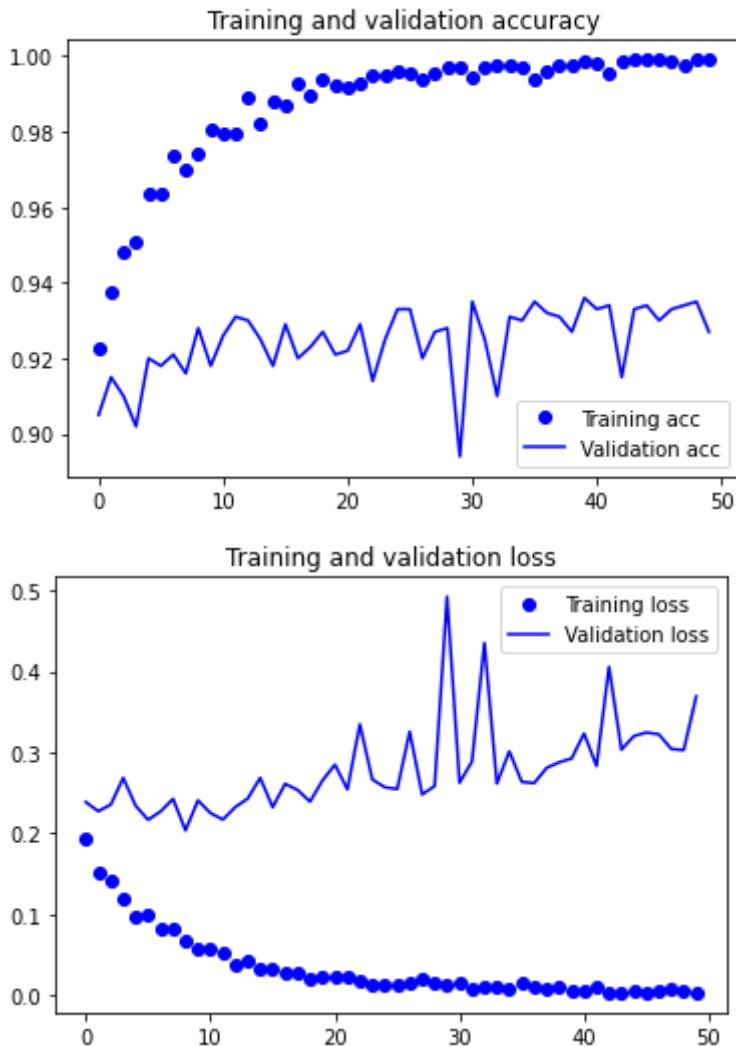 Training and validation accuracy
1.00
0.98
0.96
0.94
0.92
0.90
Training acc
Validation acc
0 10 20 30 40 50
Training and validation loss
0.5
0.4
0.3
0.2
0.1
0.0
Training loss
Validation loss
0 10 20 30 40 50